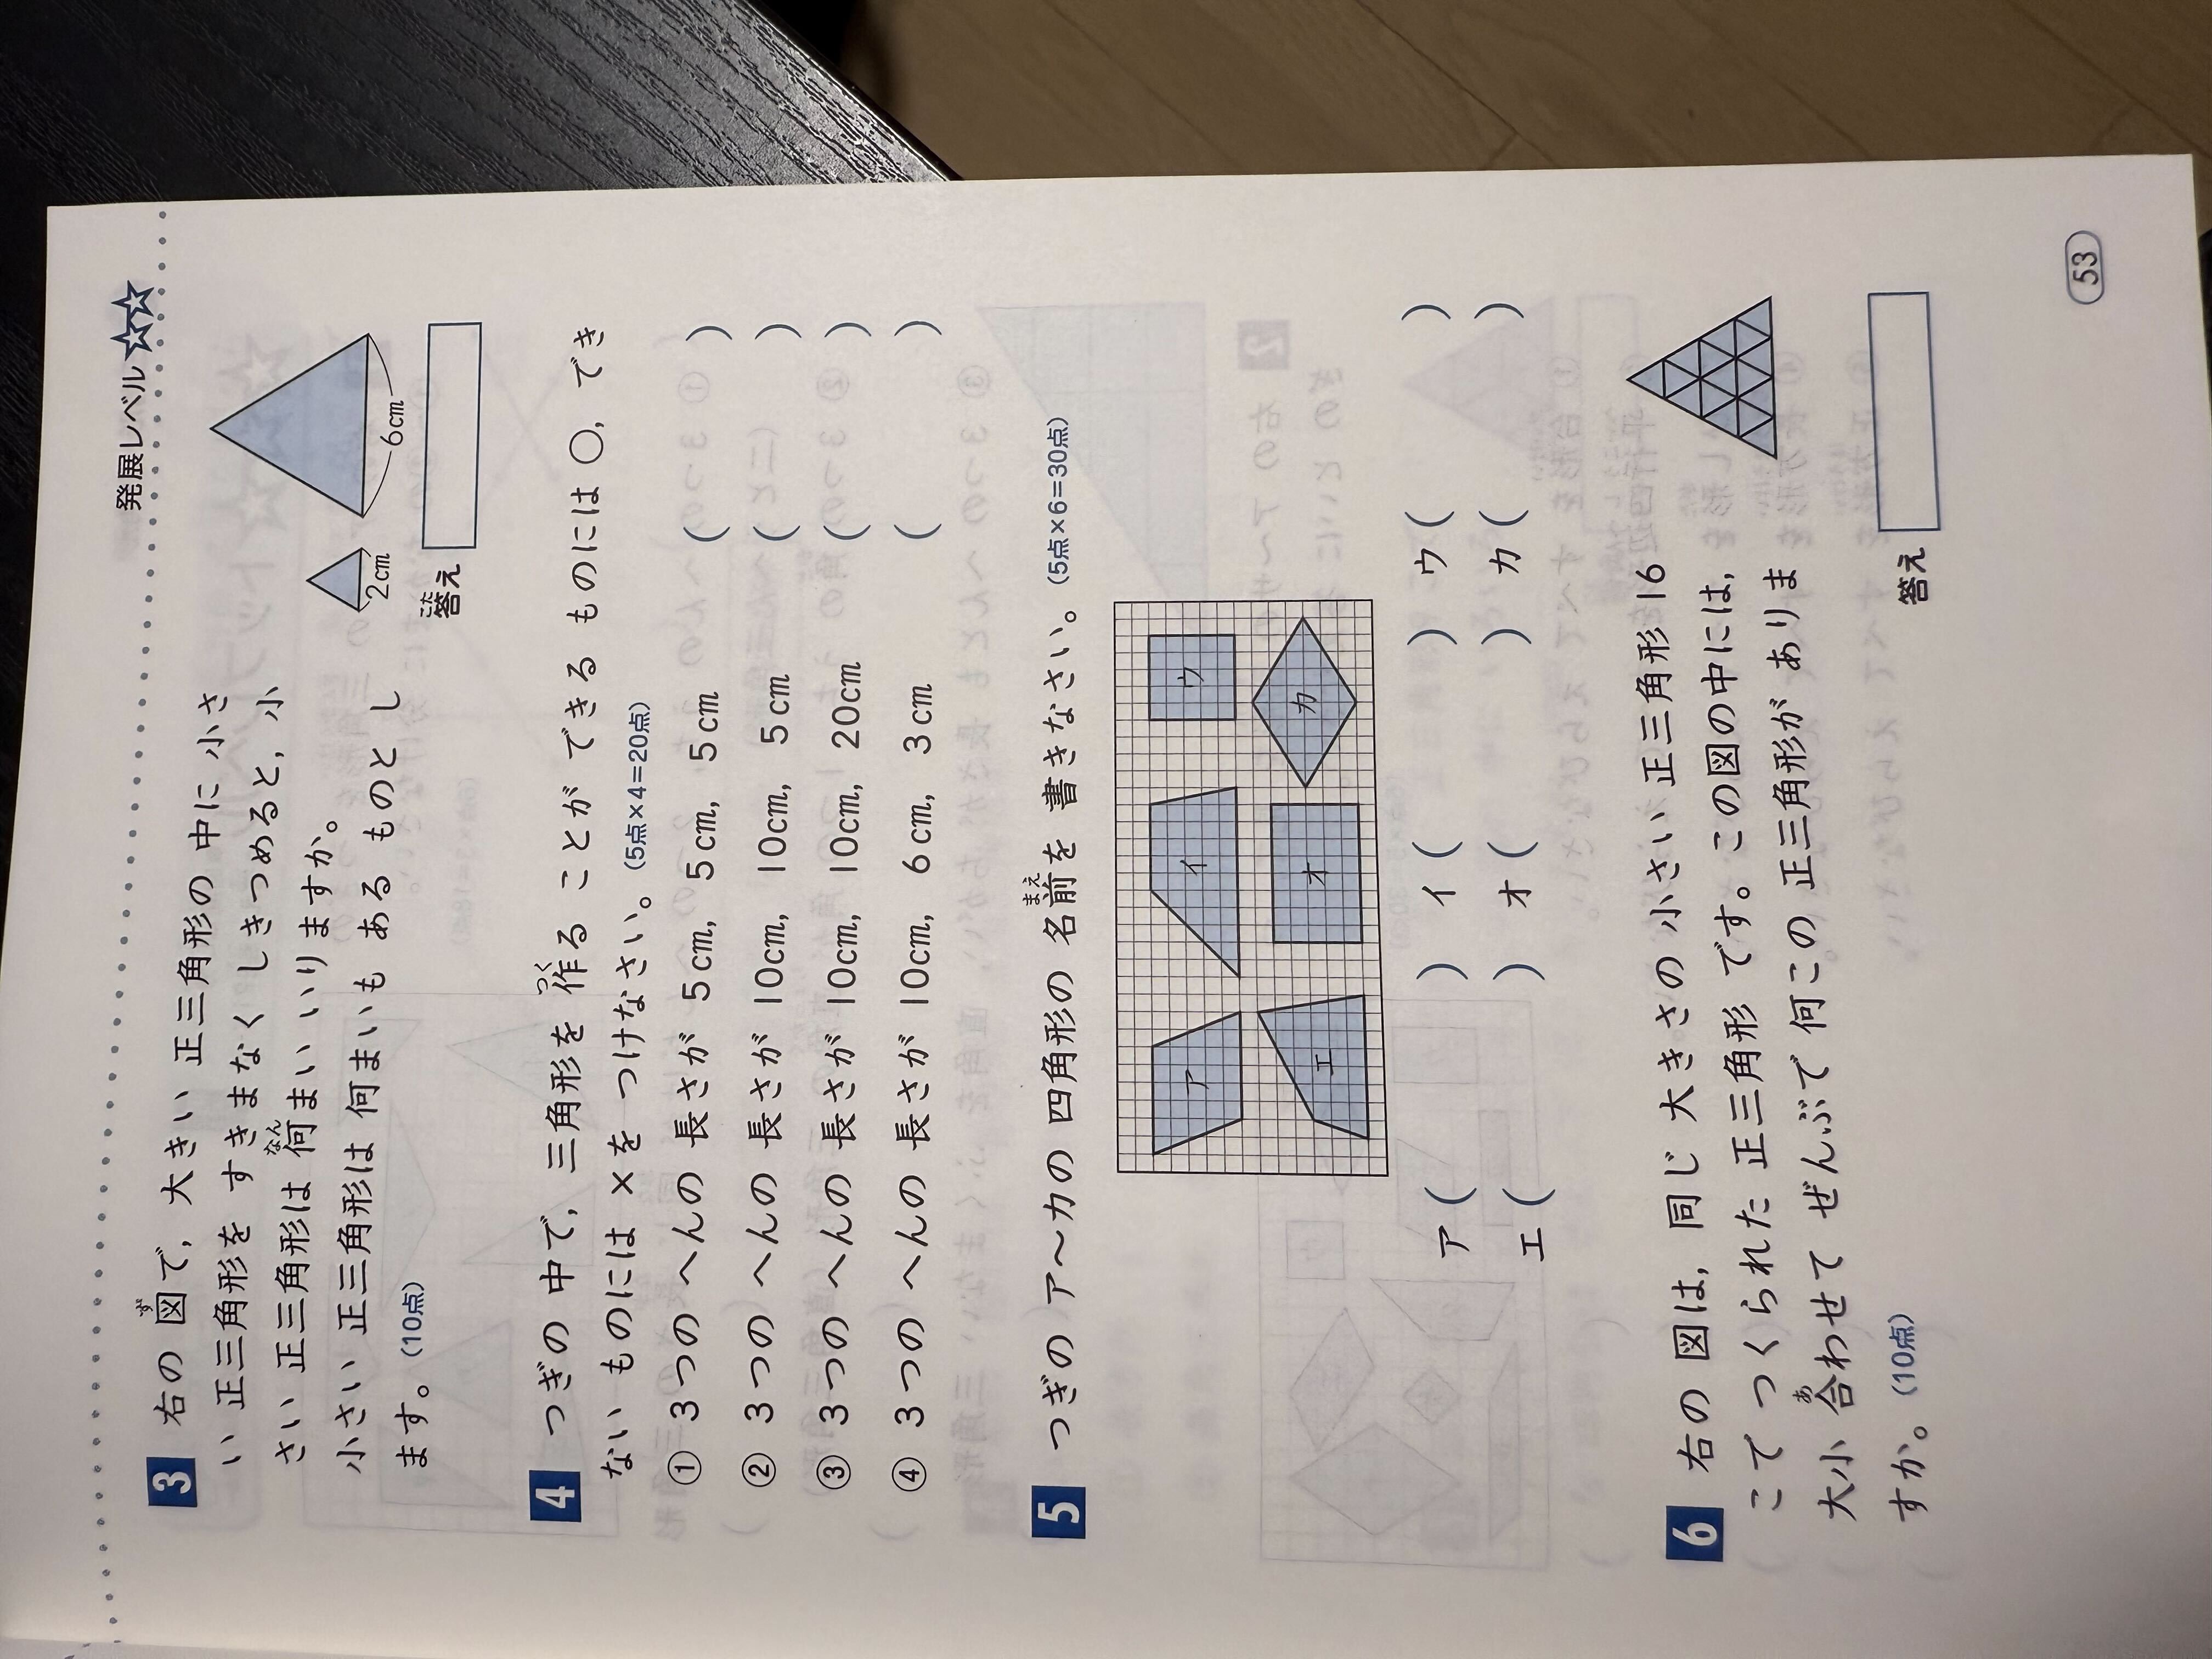 発展レベル
3 右の 図で，大きい 正三角形の 中に 小さ
い 正三角形を すきまなく しきつめると，小
さい 正三角形は 何まい いりますか。
小さい 正三角形は 何まいも ある ものとし
ます。(10点)
ず
なん
2cm
6cm
こた
答え
4 つぎの 中で，三角形を 作る ことが できる ものには ○，でき
つく
ない ものには ×を つけなさい。(5点×4=20点)
① 3つの へんの 長さが 5cm，5cm，5cm ( )
② 3つの へんの 長さが 10cm，10cm，5cm ( )
③ 3つの へんの 長さが 10cm，10cm，20cm ( )
④ 3つの へんの 長さが 10cm，6cm，3cm ( )
5 つぎの ア～カの 四角形の 名前を 書きなさい。(5点×6=30点)
まえ
ア イ ウ
エ オ カ
ア( ) イ( ) ウ( )
エ( ) オ( ) カ( )
6 右の 図は，同じ 大きさの 小さい 正三角形 16
こで つくられた 正三角形 です。この図の中には，
大小 合わせて ぜんぶで 何この 正三角形が ありま
あ
すか。(10点)
答え
53